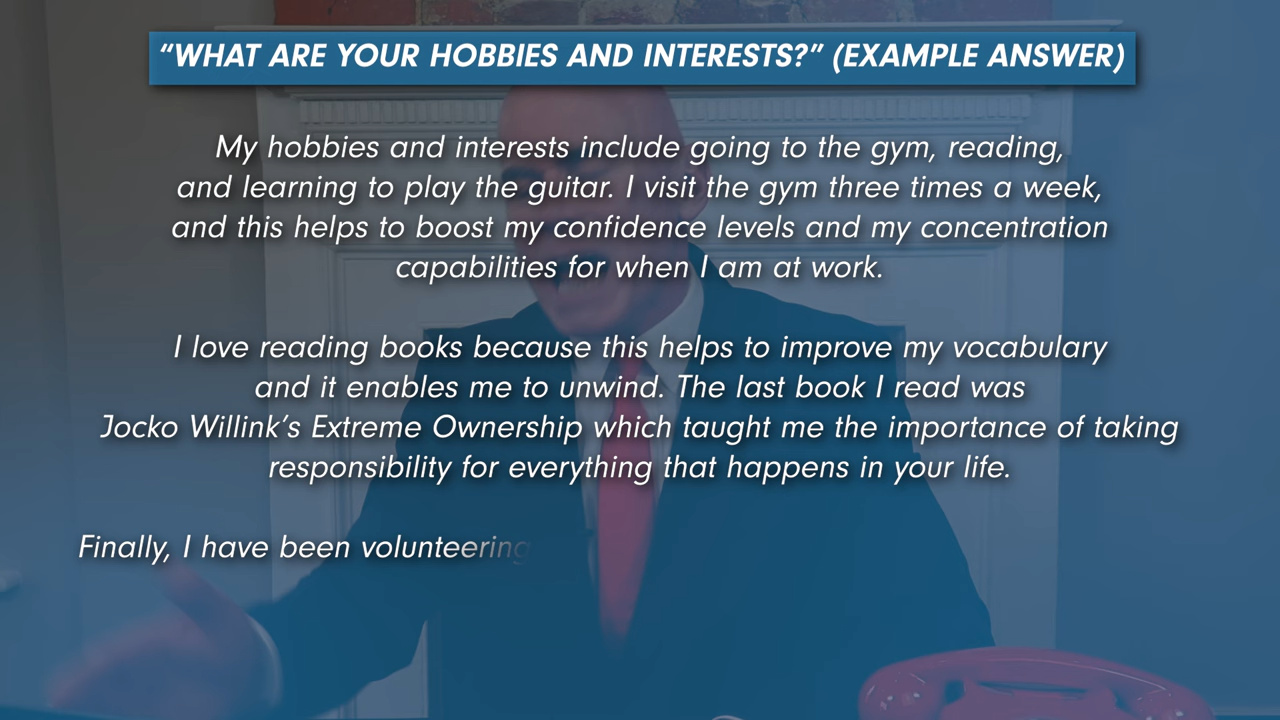 “WHAT ARE YOUR HOBBIES AND INTERESTS?” (EXAMPLE ANSWER)
My hobbies and interests include going to the gym, reading,
and learning to play the guitar. I visit the gym three times a week,
and this helps to boost my confidence levels and my concentration
capabilities for when I am at work.
I love reading books because this helps to improve my vocabulary
and it enables me to unwind. The last book I read was
Jocko Willink’s Extreme Ownership which taught me the importance of taking
responsibility for everything that happens in your life.
Finally, I have been volunteering